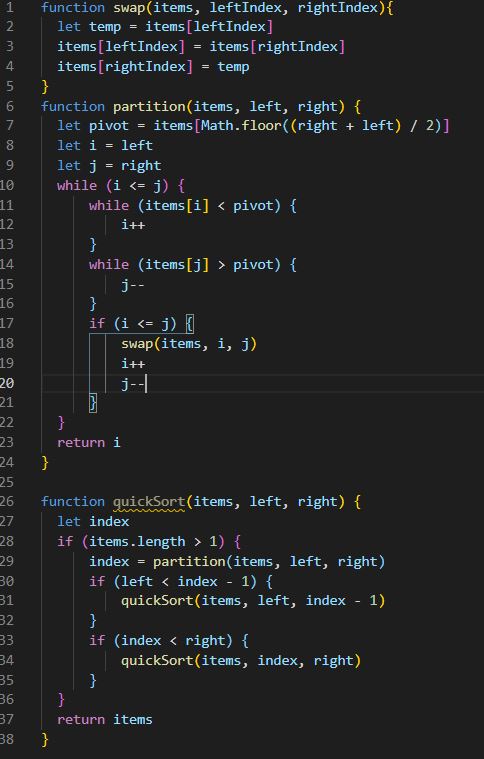 1 function swap(items, leftIndex, rightIndex){
2 let temp = items[leftIndex]
3 items[leftIndex] = items[rightIndex]
4 items[rightIndex] = temp
5 }
6 function partition(items, left, right) {
7 let pivot = items[Math.floor((right + left) / 2)]
8 let i = left
9 let j = right
10 while (i <= j) {
11 while (items[i] < pivot) {
12 i++
13 }
14 while (items[j] > pivot) {
15 j--
16 }
17 if (i <= j) {
18 swap(items, i, j)
19 i++
20 j--
21 }
22 }
23 return i
24 }
25
26 function quickSort(items, left, right) {
27 let index
28 if (items.length > 1) {
29 index = partition(items, left, right)
30 if (left < index - 1) {
31 quickSort(items, left, index - 1)
32 }
33 if (index < right) {
34 quickSort(items, index, right)
35 }
36 }
37 return items
38 }